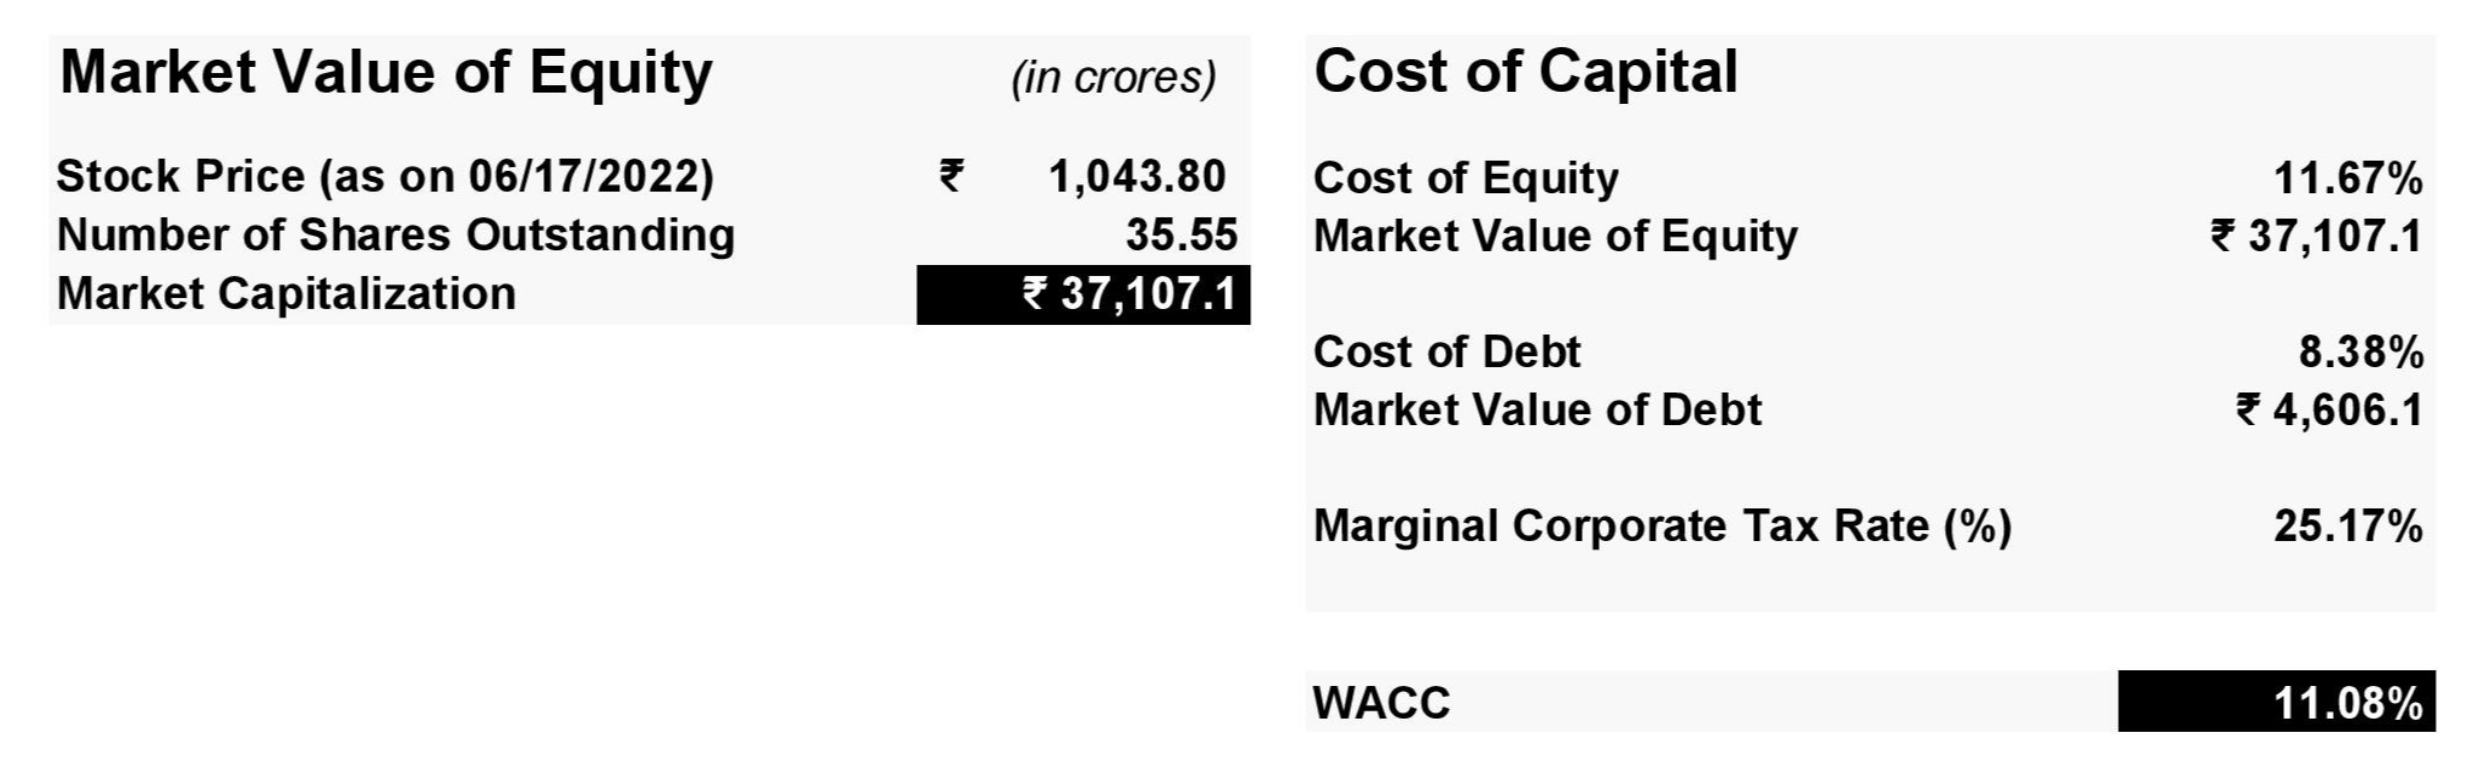 Market Value of Equity (in crores)
Stock Price (as on 06/17/2022) ₹ 1,043.80
Number of Shares Outstanding 35.55
Market Capitalization ₹ 37,107.1
Cost of Capital
Cost of Equity 11.67%
Market Value of Equity ₹ 37,107.1
Cost of Debt 8.38%
Market Value of Debt ₹ 4,606.1
Marginal Corporate Tax Rate (%) 25.17%
WACC 11.08%